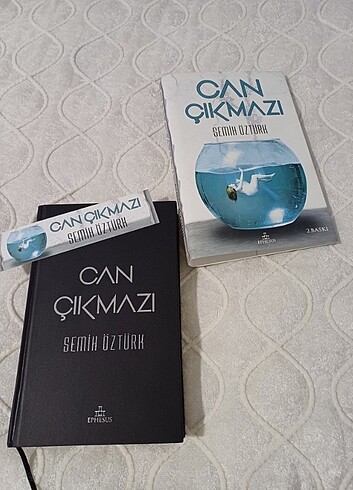 CAN
ÇIKMAZI
SEMİH ÖZTÜRK
2.BASKI
EPHESUS
CAN ÇIKMAZI
SEMİH ÖZTÜRK
CAN
ÇIKMAZI
SEMİH ÖZTÜRK
EPHESUS